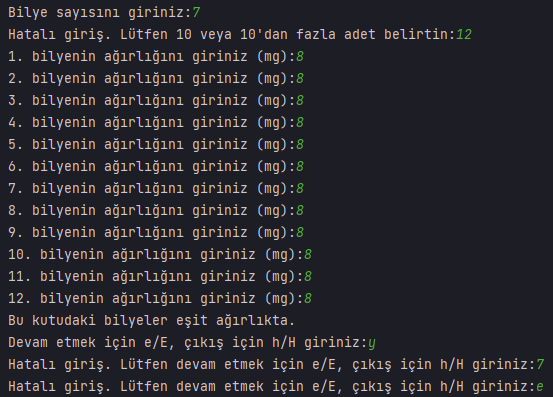 Bilye sayısını giriniz:7
Hatalı giriş. Lütfen 10 veya 10'dan fazla adet belirtin:12
1. bilyenin ağırlığını giriniz (mg):8
2. bilyenin ağırlığını giriniz (mg):8
3. bilyenin ağırlığını giriniz (mg):8
4. bilyenin ağırlığını giriniz (mg):8
5. bilyenin ağırlığını giriniz (mg):8
6. bilyenin ağırlığını giriniz (mg):8
7. bilyenin ağırlığını giriniz (mg):8
8. bilyenin ağırlığını giriniz (mg):8
9. bilyenin ağırlığını giriniz (mg):8
10. bilyenin ağırlığını giriniz (mg):8
11. bilyenin ağırlığını giriniz (mg):8
12. bilyenin ağırlığını giriniz (mg):8
Bu kutudaki bilyeler eşit ağırlıkta.
Devam etmek için e/E, çıkış için h/H giriniz:y
Hatalı giriş. Lütfen devam etmek için e/E, çıkış için h/H giriniz:7
Hatalı giriş. Lütfen devam etmek için e/E, çıkış için h/H giriniz:e